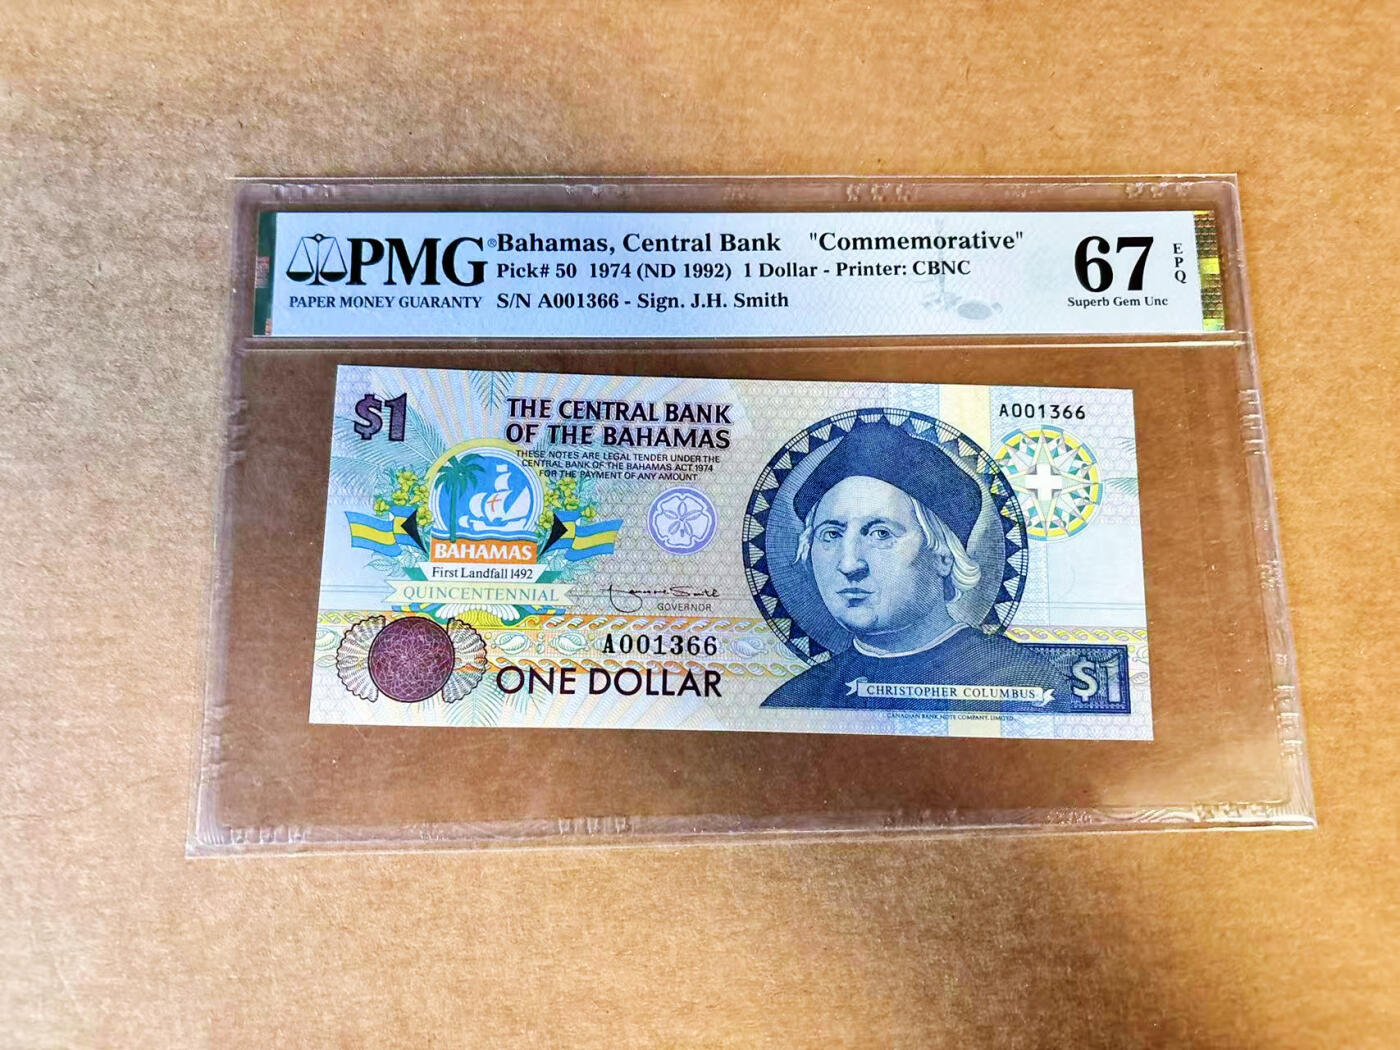 PMG®
PAPER MONEY GUARANTY
Bahamas, Central Bank "Commemorative"
Pick# 50 1974 (ND 1992) 1 Dollar - Printer: CBNC
S/N A001366 - Sign. J.H. Smith
67
EPQ
Superb Gem Unc
$1
THE CENTRAL BANK
OF THE BAHAMAS
THESE NOTES ARE LEGAL TENDER UNDER THE
CENTRAL BANK OF THE BAHAMAS ACT 1974
FOR THE PAYMENT OF ANY AMOUNT
A001366
BAHAMAS
First Landfall 1492
QUINCENTENNIAL
GOVERNOR
A001366
ONE DOLLAR
CHRISTOPHER COLUMBUS
$1
CANADIAN BANK NOTE COMPANY, LIMITED